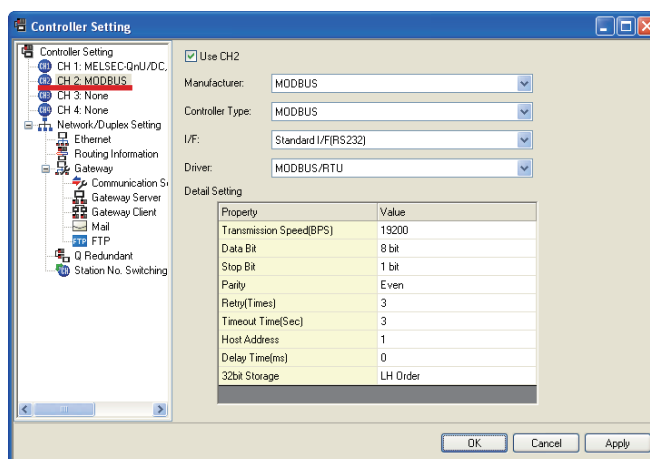 Controller Setting
Controller Setting
CH 1: MELSEC-QnU/DC,
CH 2: MODBUS
CH 3: None
CH 4: None
Network/Duplex Setting
Ethernet
Routing Information
Gateway
Communication S
Gateway Server
Gateway Client
Mail
FTP FTP
Q Redundant
Station No. Switching
Use CH2
Manufacturer: MODBUS
Controller Type: MODBUS
I/F: Standard I/F(RS232)
Driver: MODBUS/RTU
Detail Setting
Property Value
Transmission Speed(BPS) 19200
Data Bit 8 bit
Stop Bit 1 bit
Parity Even
Retry(Times) 3
Timeout Time(Sec) 3
Host Address 1
Delay Time(ms) 0
32bit Storage LH Order
OK Cancel Apply